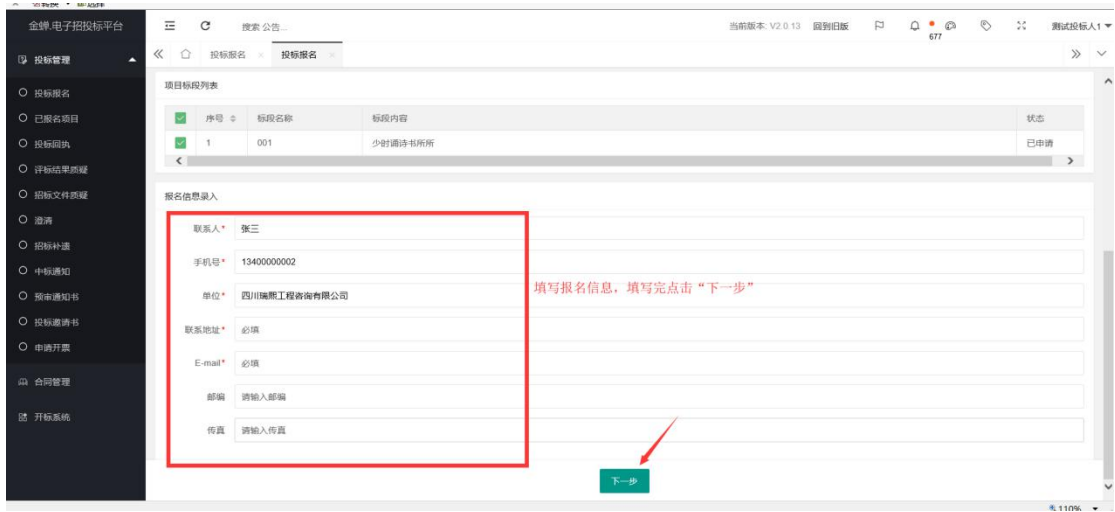 金蝉.电子招投标平台
搜索 公告...
当前版本: V2.0.13 回到旧版
677
测试投标人1
投标管理
投标报名
投标报名
项目标段列表
投标报名
序号 标段名称 标段内容 状态
已报名项目
1 001 少时诵诗书所所 已申请
投标回执
评标结果质疑
招标文件质疑
报名信息录入
澄清
联系人* 张三
招标补遗
手机号* 13400000002
中标通知
填写报名信息，填写完点击“下一步”
预审通知书
单位* 四川瑞熙工程咨询有限公司
投标邀请书
联系地址* 必填
申请开票
E-mail* 必填
合同管理
邮编 请输入邮编
开标系统
传真 请输入传真
下一步
110%